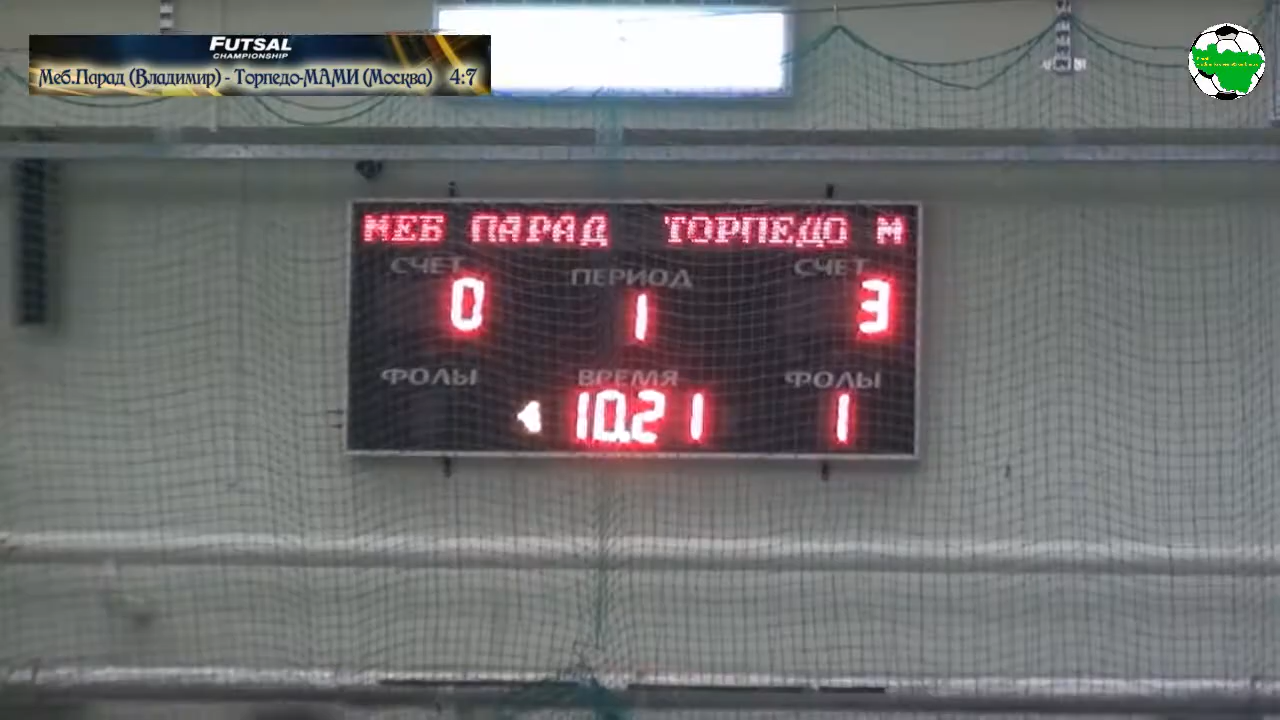 FUTSAL
CHAMPIONSHIP
Меб.Парад (Владимир) - Торпедо-МАМИ (Москва) 4:7
МЕБ ПАРАД ТОРПЕДО М
СЧЕТ ПЕРИОД СЧЕТ
0 1 3
ФОЛЫ ВРЕМЯ ФОЛЫ
10.21 1